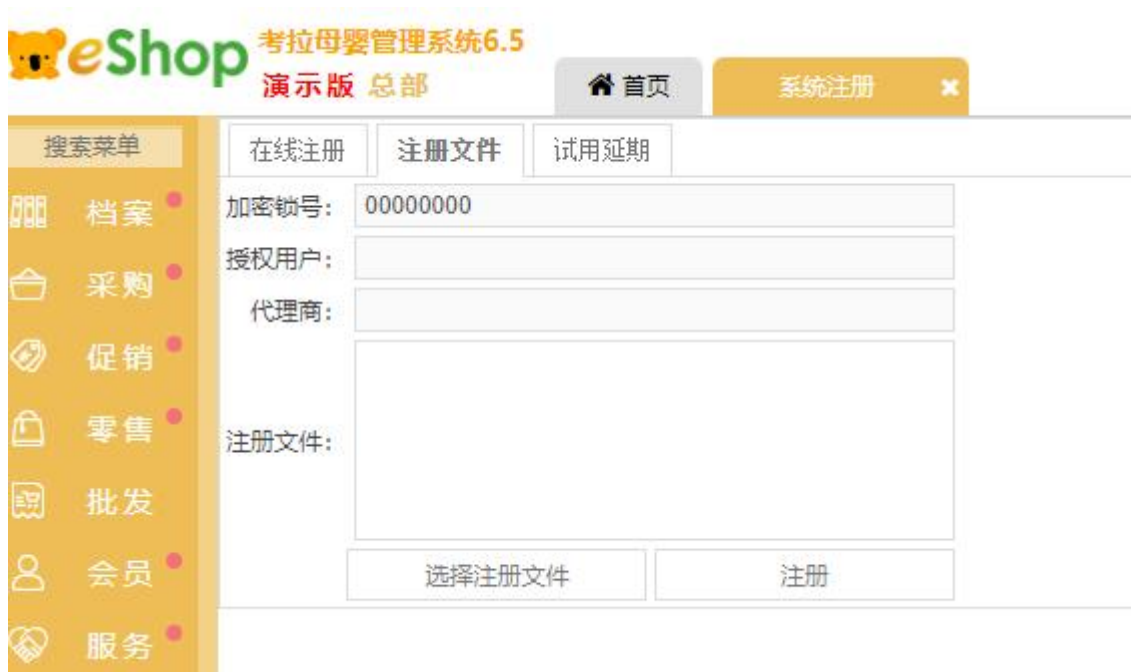 eShop 考拉母婴管理系统6.5
演示版 总部
首页
系统注册
搜索菜单
档案
采购
促销
零售
批发
会员
服务
在线注册 注册文件 试用延期
加密锁号： 00000000
授权用户：
代理商：
注册文件：
选择注册文件 注册